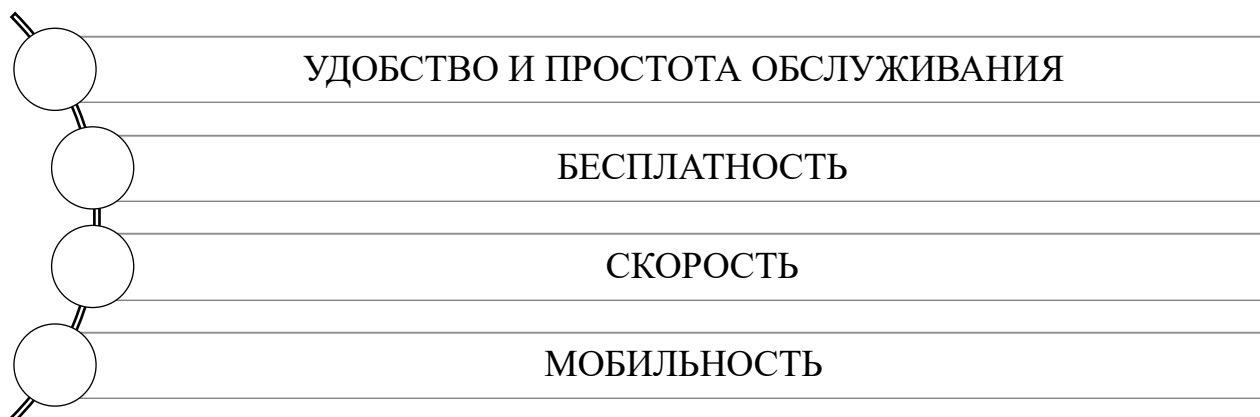 УДОБСТВО И ПРОСТОТА ОБСЛУЖИВАНИЯ
БЕСПЛАТНОСТЬ
СКОРОСТЬ
МОБИЛЬНОСТЬ